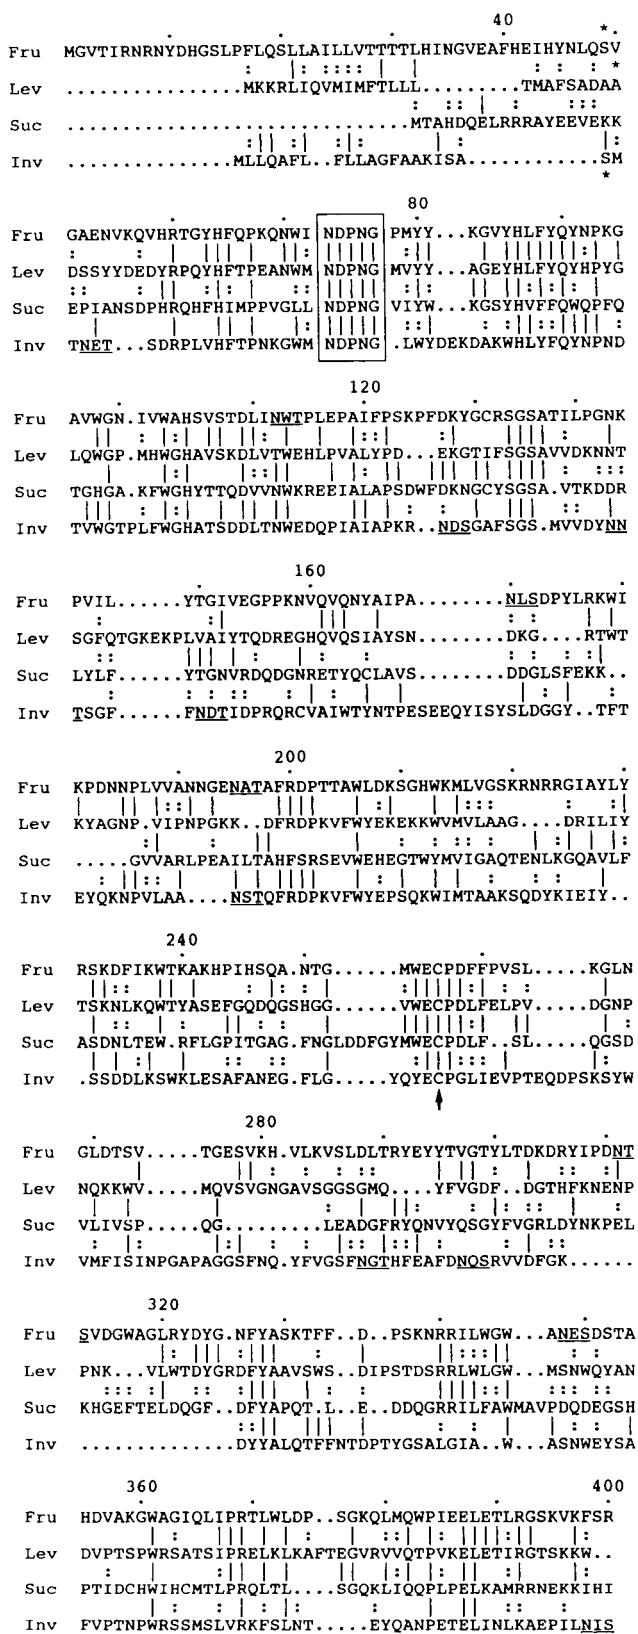 40
Fru MGVTIRNRNYDHGSLPFLQSLLAILLVTTTTLHINGVEAFHEIHYNLQSV
Lev ................MKKRLIQVMIMFTLLL.........TMAFSADAA
Suc ...............................MTAHDQELRRRAYEEVEKK
Inv ...............MLLQAFL..FLLAGFAAKISA............SM
80
Fru GAENVKQVHRTGYHFQPKQNWI NDPNG PMYY...KGVYHLFYQYNPKG
Lev DSSYYDEDYRPQYHFTPEANWM NDPNG MVYY...AGEYHLFYQYHPYG
Suc EPIANSDPHRQHFHIMPPVGLL NDPNG VIYW...KGSYHVFFQWQPFQ
Inv TNET...SDRPLVHFTPNKGWM NDPNG .LWYDEKDAKWHLYFQYNPND
120
Fru AVWGN.IVWAHSVSTDLINWTPLEPAIFPSKPFDKYGCRSGSATILPGNK
Lev LQWGP.MHWGHAVSKDLVTWEHLPVALYPD...EKGTIFSGSAVVDKNNT
Suc TGHGA.KFWGHYTTQDVVNWKREEIALAPSDWFDKNGCYSGSA.VTKDDR
Inv TVWGTPLFWGHATSDDLTNWEDQPIAIAPKR..NDSGAFSGS.MVVDYNN
160
Fru PVIL......YTGIVEGPPKNVQVQNYAIPA........NLSDPYLRKWI
Lev SGFQTGKEKPLVAIYTQDREGHQVQSIAYSN........DKG....RTWT
Suc LYLF......YTGNVRDQDGNRETYQCLAVS........DDGLSFEKK..
Inv TSGF......FNDTIDPRQRCVAIWTYNTPESEEQYISYSLDGGY..TFT
200
Fru KPDNNPLVVANNGENATAFRDPTTAWLDKSGHWKMLVGSKRNRRGIAYLY
Lev KYAGNP.VIPNPGKK..DFRDPKVFWYEKEKKWVMVLAAG....DRILIY
Suc .....GVVARLPEAILTAHFSRSEVWEHEGTWYMVIGAQTENLKGQAVLF
Inv EYQKNPVLAA....NSTQFRDPKVFWYEPSQKWIMTAAKSQDYKIEIY..
240
Fru RSKDFIKWTKAKHPIHSQA.NTG......MWECPDFFPVSL.....KGLN
Lev TSKNLKQWTYASEFGQDQGSHGG......VWECPDLFELPV.....DGNP
Suc ASDNLTEW.RFLGPITGAG.FNGLDDFGYMWECPDLF..SL.....QGSD
Inv .SSDDLKSWKLESAFANEG.FLG.....YQYECPGLIEVPTEQDPSKSYW
280
Fru GLDTSV.....TGESVKH.VLKVSLDLTRYEYYTVGTYLTDKDRYIPDNT
Lev NQKKWV.....MQVSVGNGAVSGGSGMQ....YFVGDF..DGTHFKNENP
Suc VLIVSP.....QG.........LEADGFRYQNVYQSGYFVGRLDYNKPEL
Inv VMFISINPGAPAGGSFNQ.YFVGSFNGTHFEAFDNQSRVVDFGK......
320
Fru SVDGWAGLRYDYG.NFYASKTFF..D..PSKNRRILWGW...ANESDSTA
Lev PNK...VLWTDYGRDFYAAVSWS..DIPSTDSRRLWLGW...MSNWQYAN
Suc KHGEFTELDQGF..DFYAPQT.L..E..DDQGRRILFAWMAVPDQDEGSH
Inv ..............DYYALQTFFNTDPTYGSALGIA..W...ASNWEYSA
360 400
Fru HDVAKGWAGIQLIPRTLWLDP..SGKQLMQWPIEELETLRGSKVKFSR
Lev DVPTSPWRSATSIPRELKLKAFTEGVRVVQTPVKELETIRGTSKKW..
Suc PTIDCHWIHCMTLPRQLTL....SGQKLIQQPLPELKAMRRNEKKIHI
Inv FVPTNPWRSSMSLVRKFSLNT....EYQANPETELINLKAEPILNIS